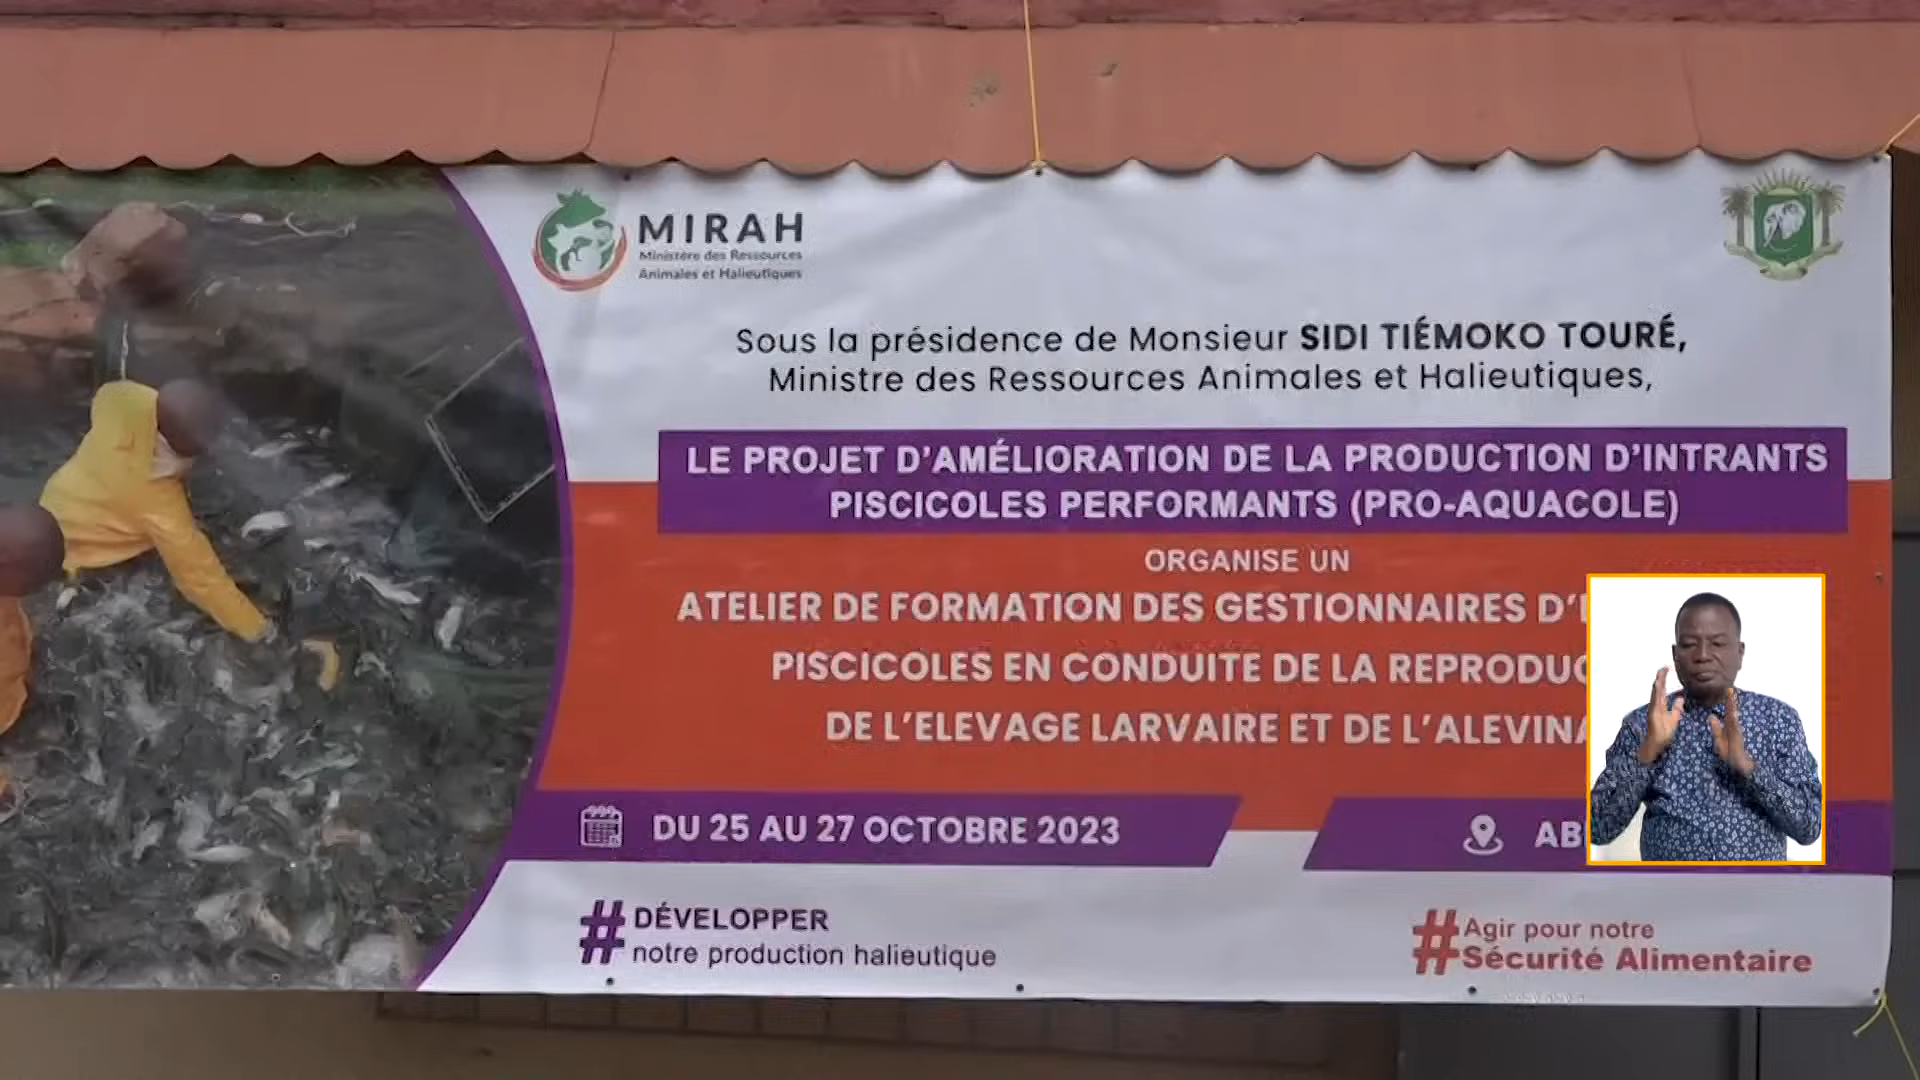 MIRAH
Ministère des Ressources
Animales et Halieutiques
Sous la présidence de Monsieur SIDI TIÉMOKO TOURÉ,
Ministre des Ressources Animales et Halieutiques,
LE PROJET D'AMÉLIORATION DE LA PRODUCTION D'INTRANTS
PISCICOLES PERFORMANTS (PRO-AQUACOLE)
ORGANISE UN
ATELIER DE FORMATION DES GESTIONNAIRES
PISCICOLES EN CONDUITE DE LA
DE L'ELEVAGE LARVAIRE ET DE
DU 25 AU 27 OCTOBRE 2023
#DÉVELOPPER
notre production halieutique
#Agir pour notre
Sécurité Alimentaire